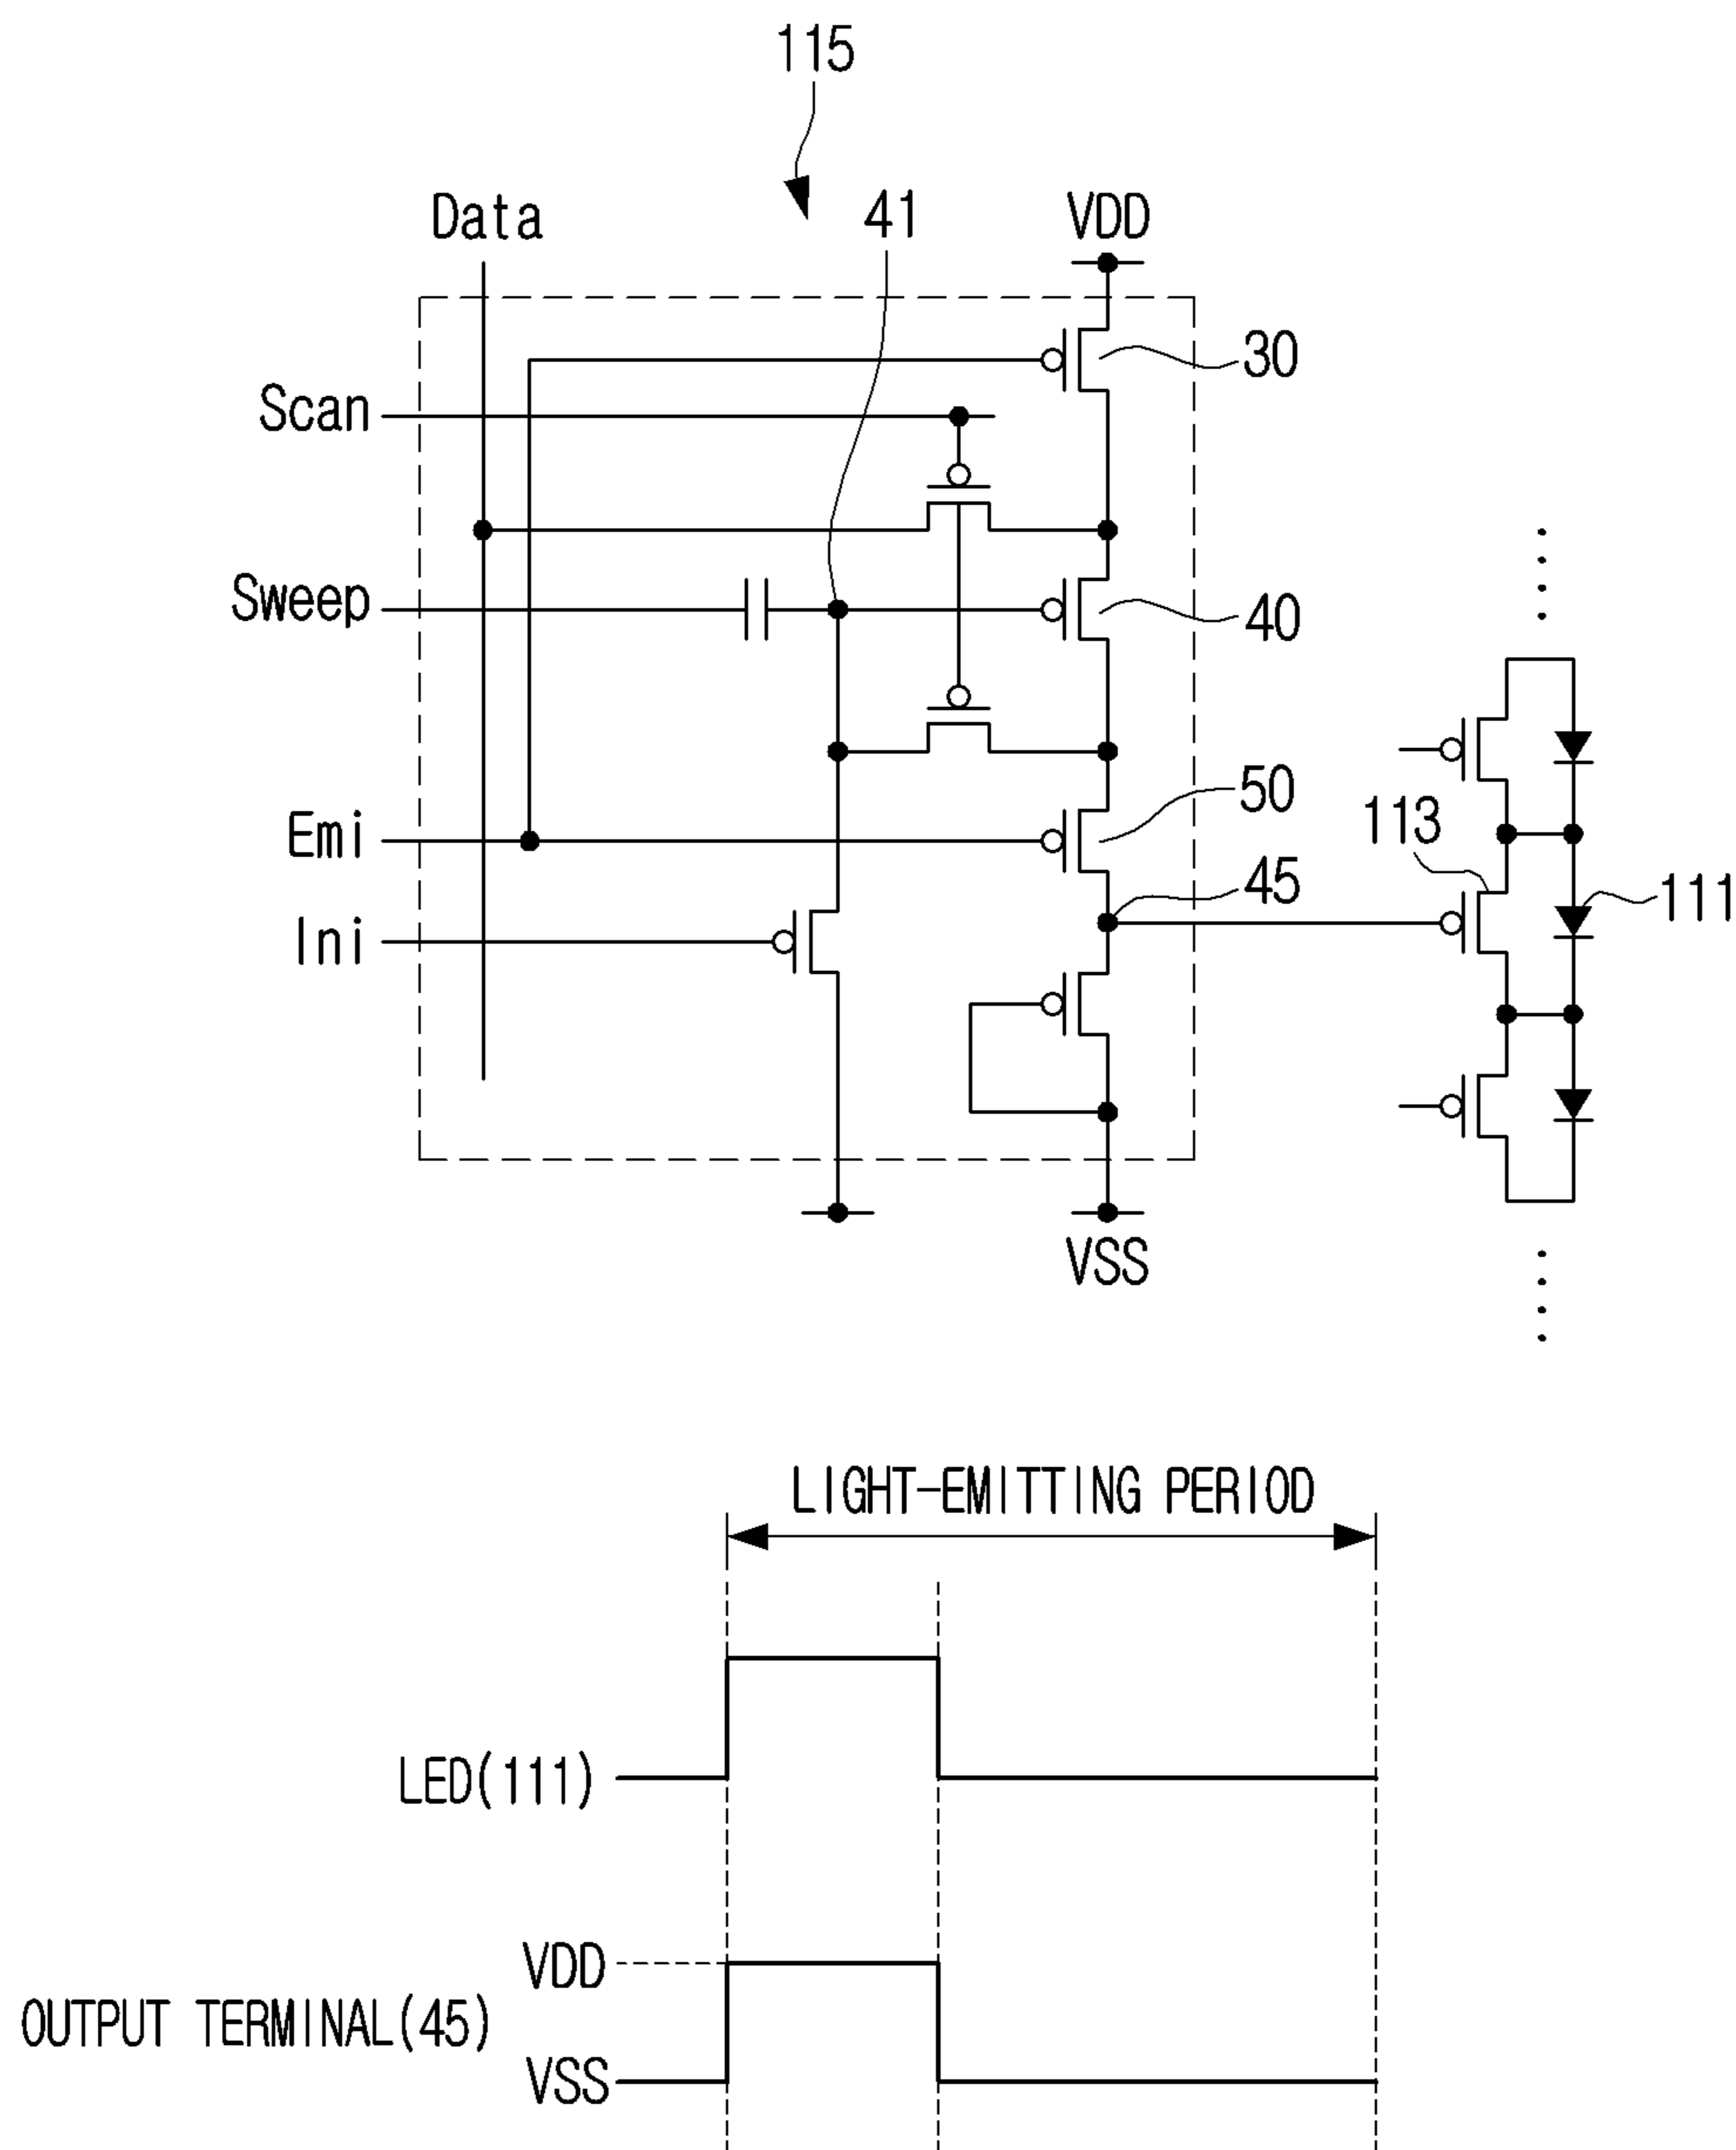 115
Data
41
VDD
30
Scan
Sweep
40
50
Emi
113
45
111
Ini
VSS
LIGHT-EMITTING PERIOD
LED(111)
VDD
OUTPUT TERMINAL(45)
VSS